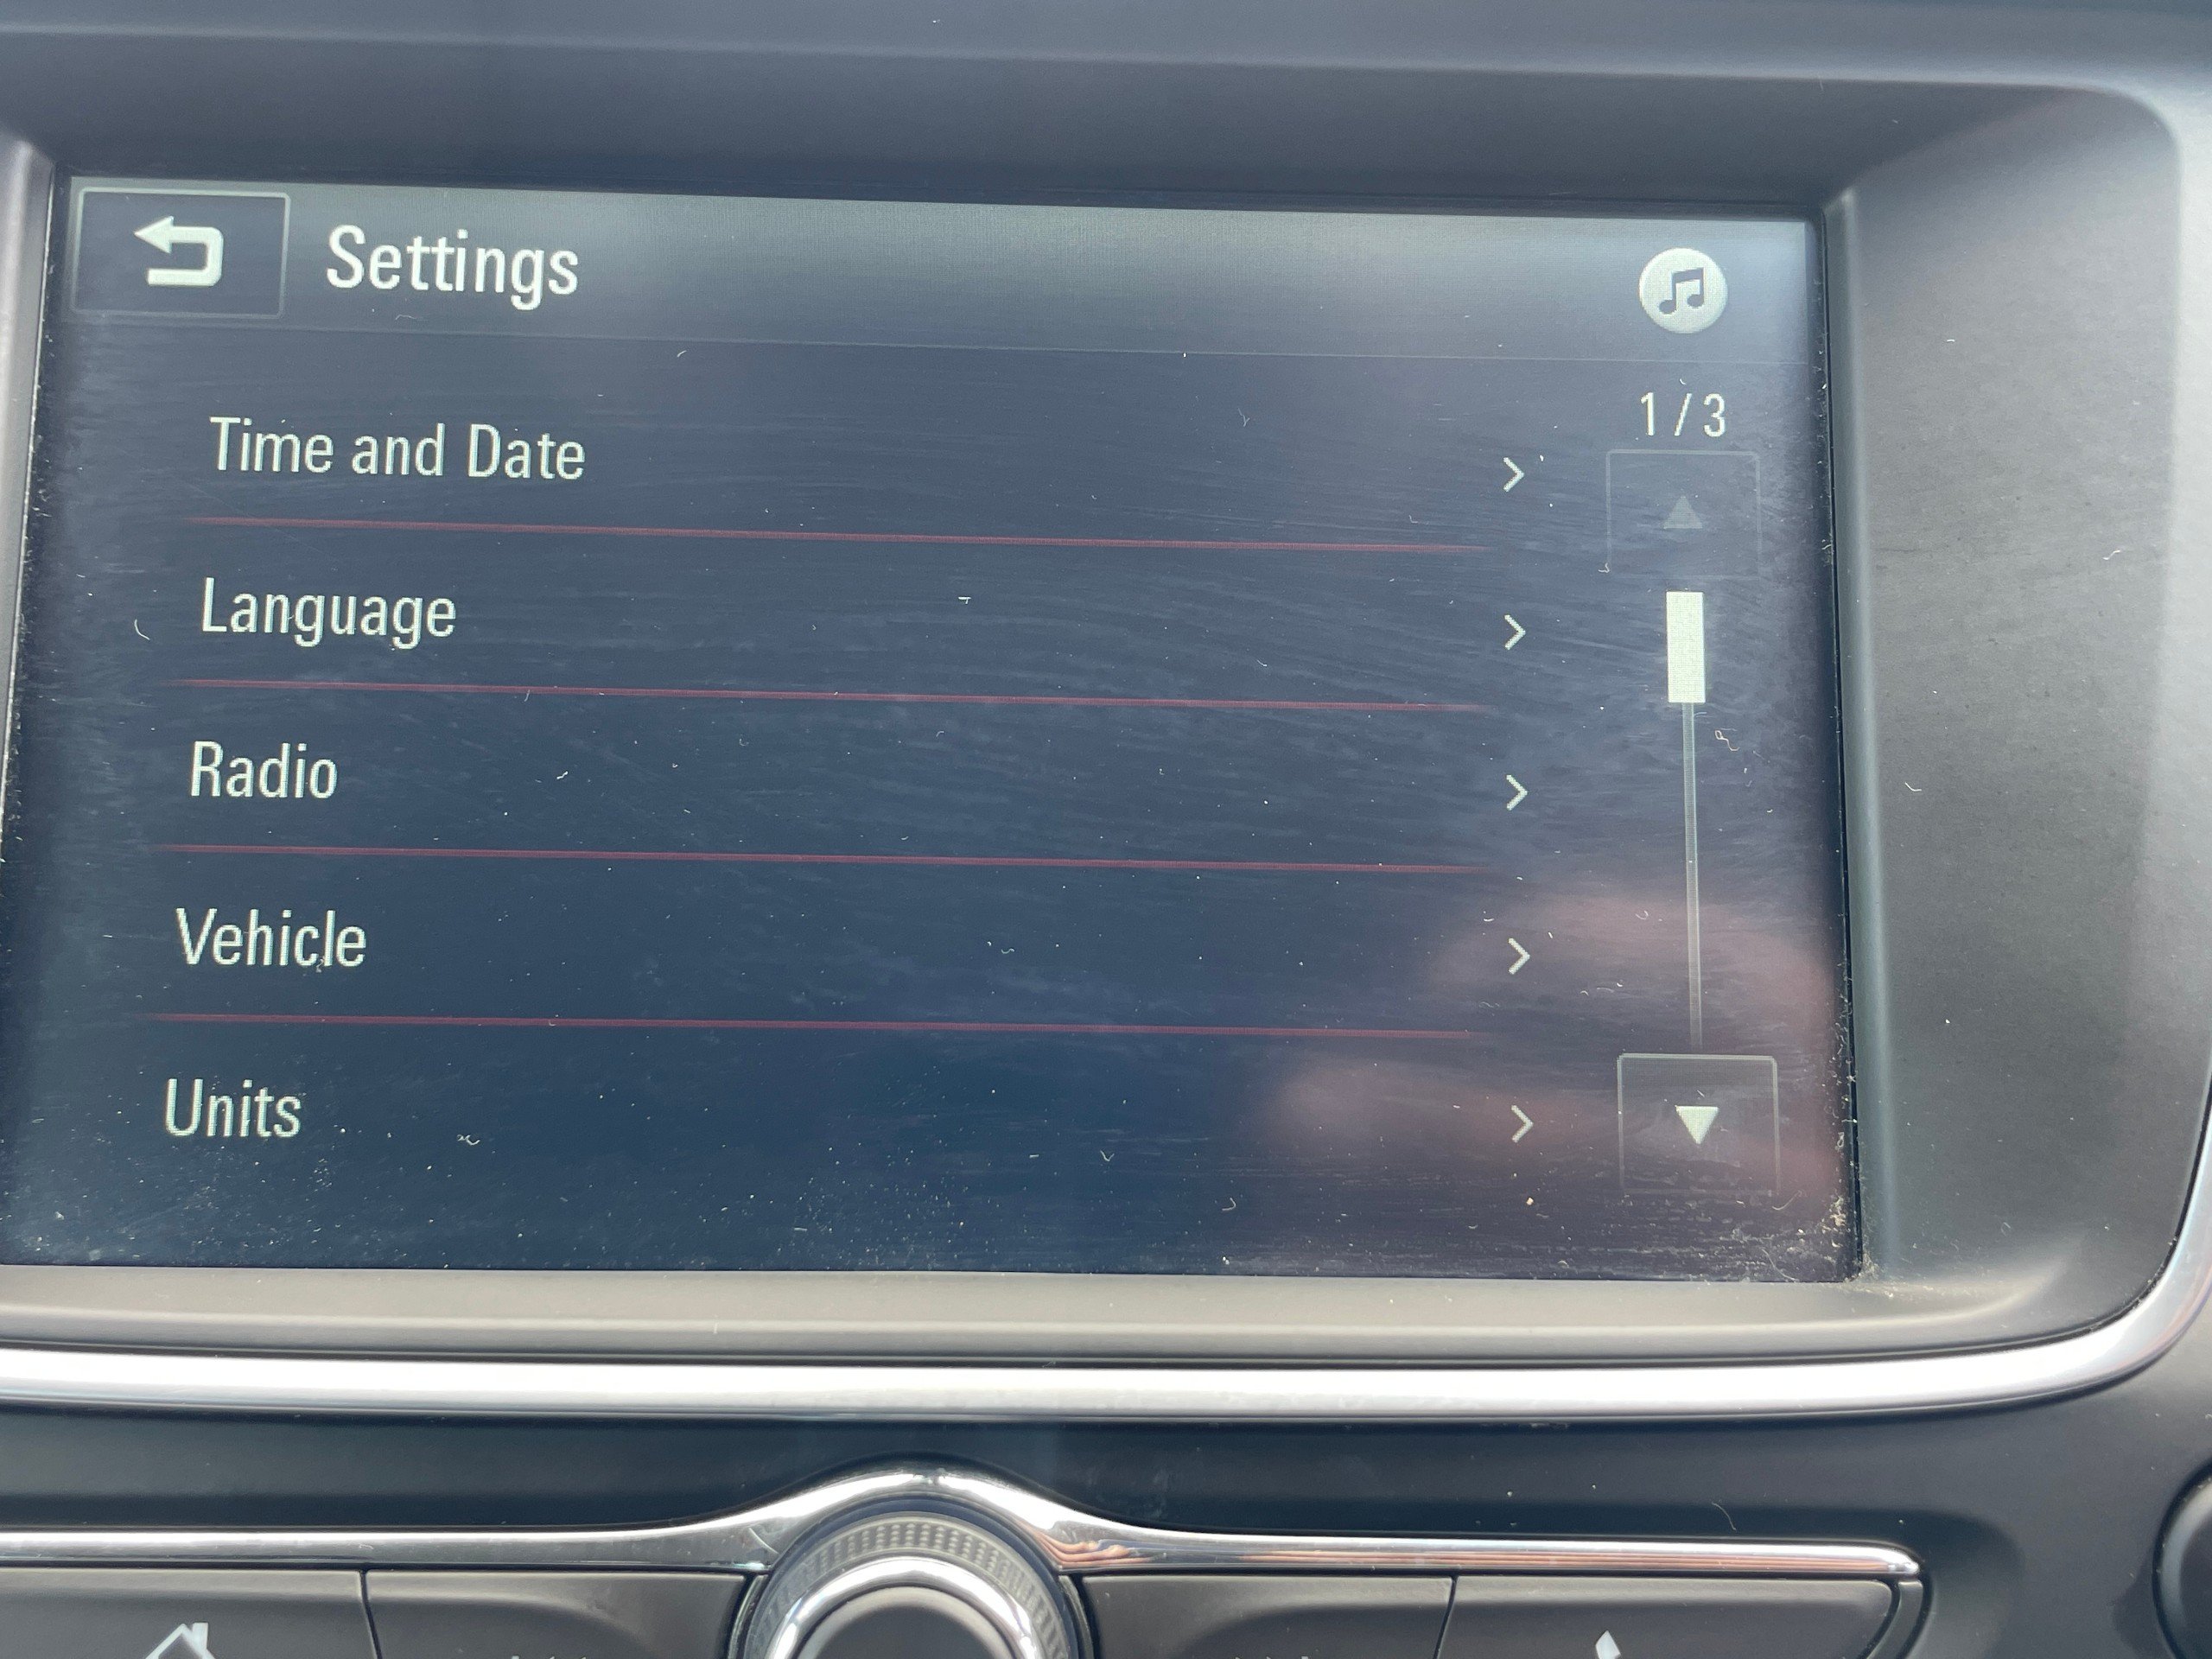 Settings
1 / 3
Time and Date
Language
Radio
Vehicle
Units